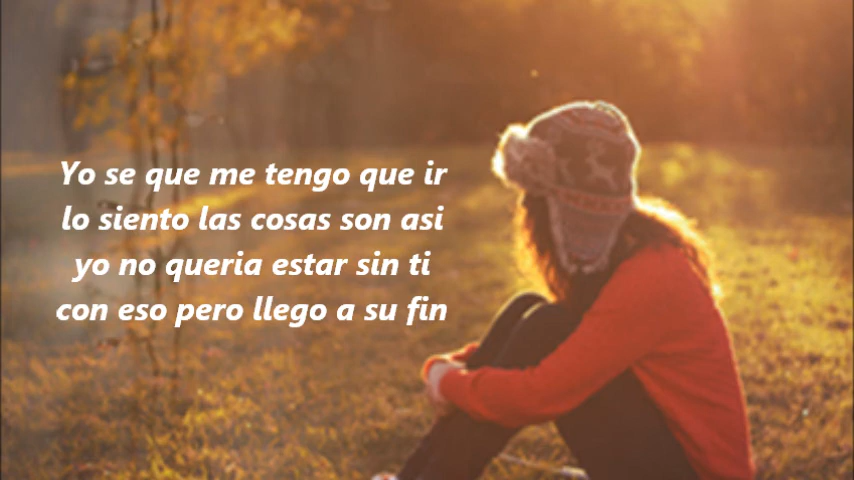 Yo se que me tengo que ir
lo siento las cosas son asi
yo no queria estar sin ti
con eso pero llego a su fin